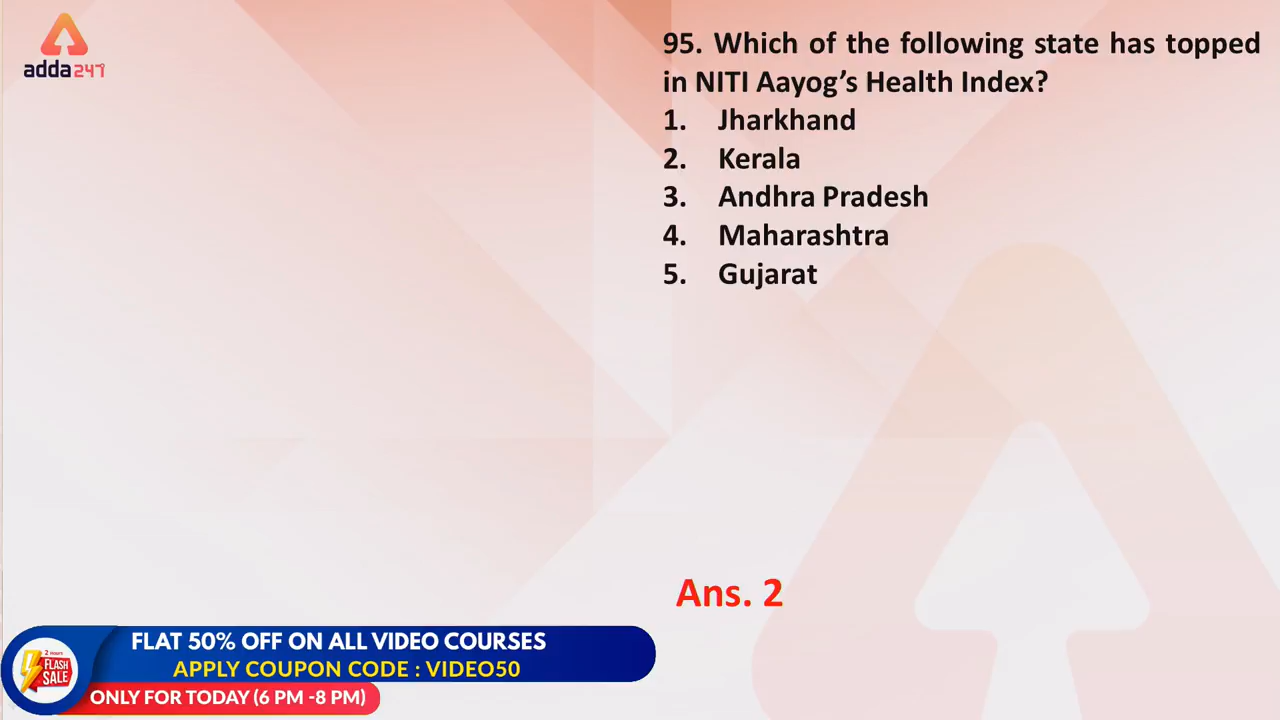 adda247
95. Which of the following state has topped
in NITI Aayog's Health Index?
1. Jharkhand
2. Kerala
3. Andhra Pradesh
4. Maharashtra
5. Gujarat
Ans. 2
FLAT 50% OFF ON ALL VIDEO COURSES
APPLY COUPON CODE : VIDEO50
ONLY FOR TODAY (6 PM -8 PM)
2 Hours
FLASH
SALE